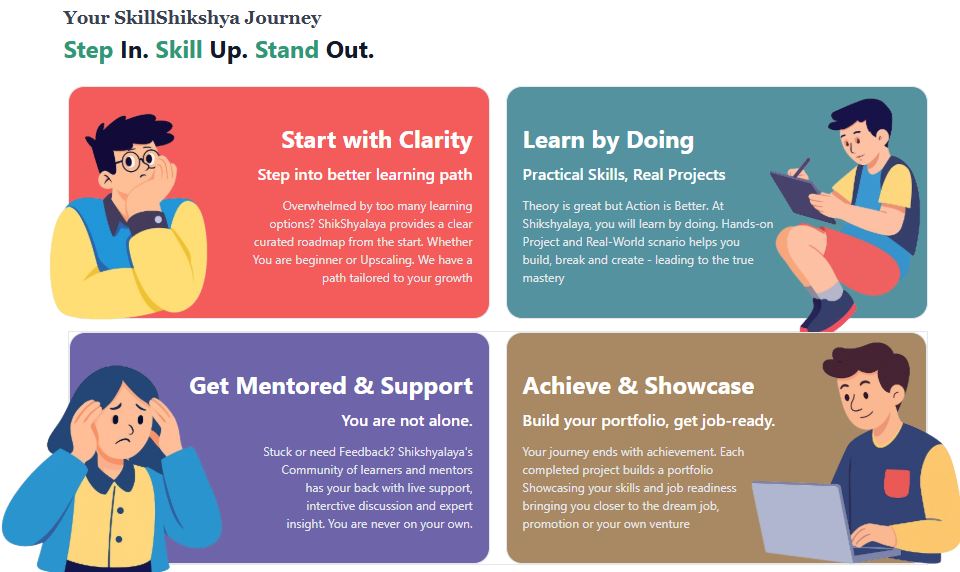 Your SkillShikshya Journey
Step In. Skill Up. Stand Out.
Start with Clarity
Step into better learning path
Overwhelmed by too many learning
options? ShikShyalaya provides a clear
curated roadmap from the start. Whether
You are beginner or Upscaling. We have a
path tailored to your growth
Learn by Doing
Practical Skills, Real Projects
Theory is great but Action is Better. At
Shikshyalaya, you will learn by doing. Hands-on
Project and Real-World scnario helps you
build, break and create - leading to the true
mastery
Get Mentored & Support
You are not alone.
Stuck or need Feedback? Shikshyalaya's
Community of learners and mentors
has your back with live support,
interctive discussion and expert
insight. You are never on your own.
Achieve & Showcase
Build your portfolio, get job-ready.
Your journey ends with achievement. Each
completed project builds a portfolio
Showcasing your skills and job readiness
bringing you closer to the dream job,
promotion or your own venture